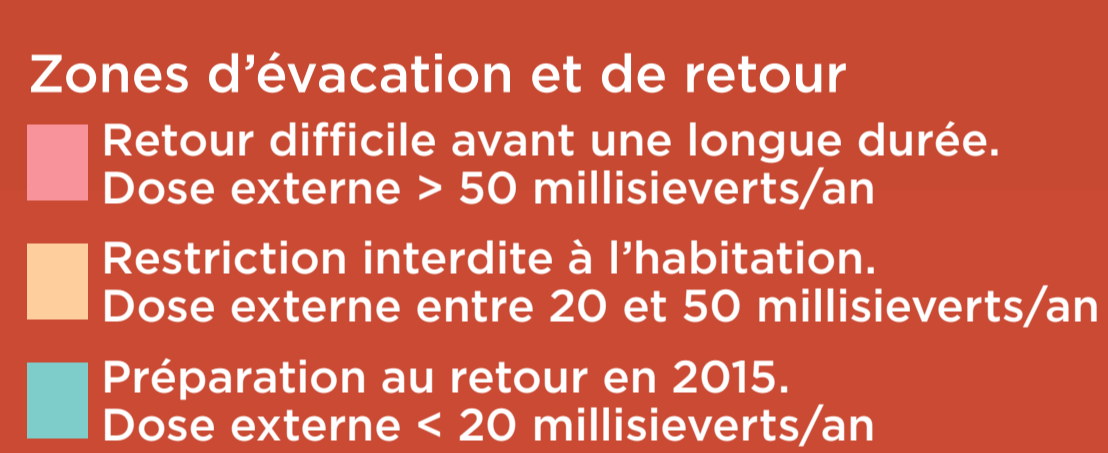 Zones d’évacation et de retour
Retour difficile avant une longue durée.
Dose externe > 50 millisieverts/an
Restriction interdite à l’habitation.
Dose externe entre 20 et 50 millisieverts/an
Préparation au retour en 2015.
Dose externe < 20 millisieverts/an